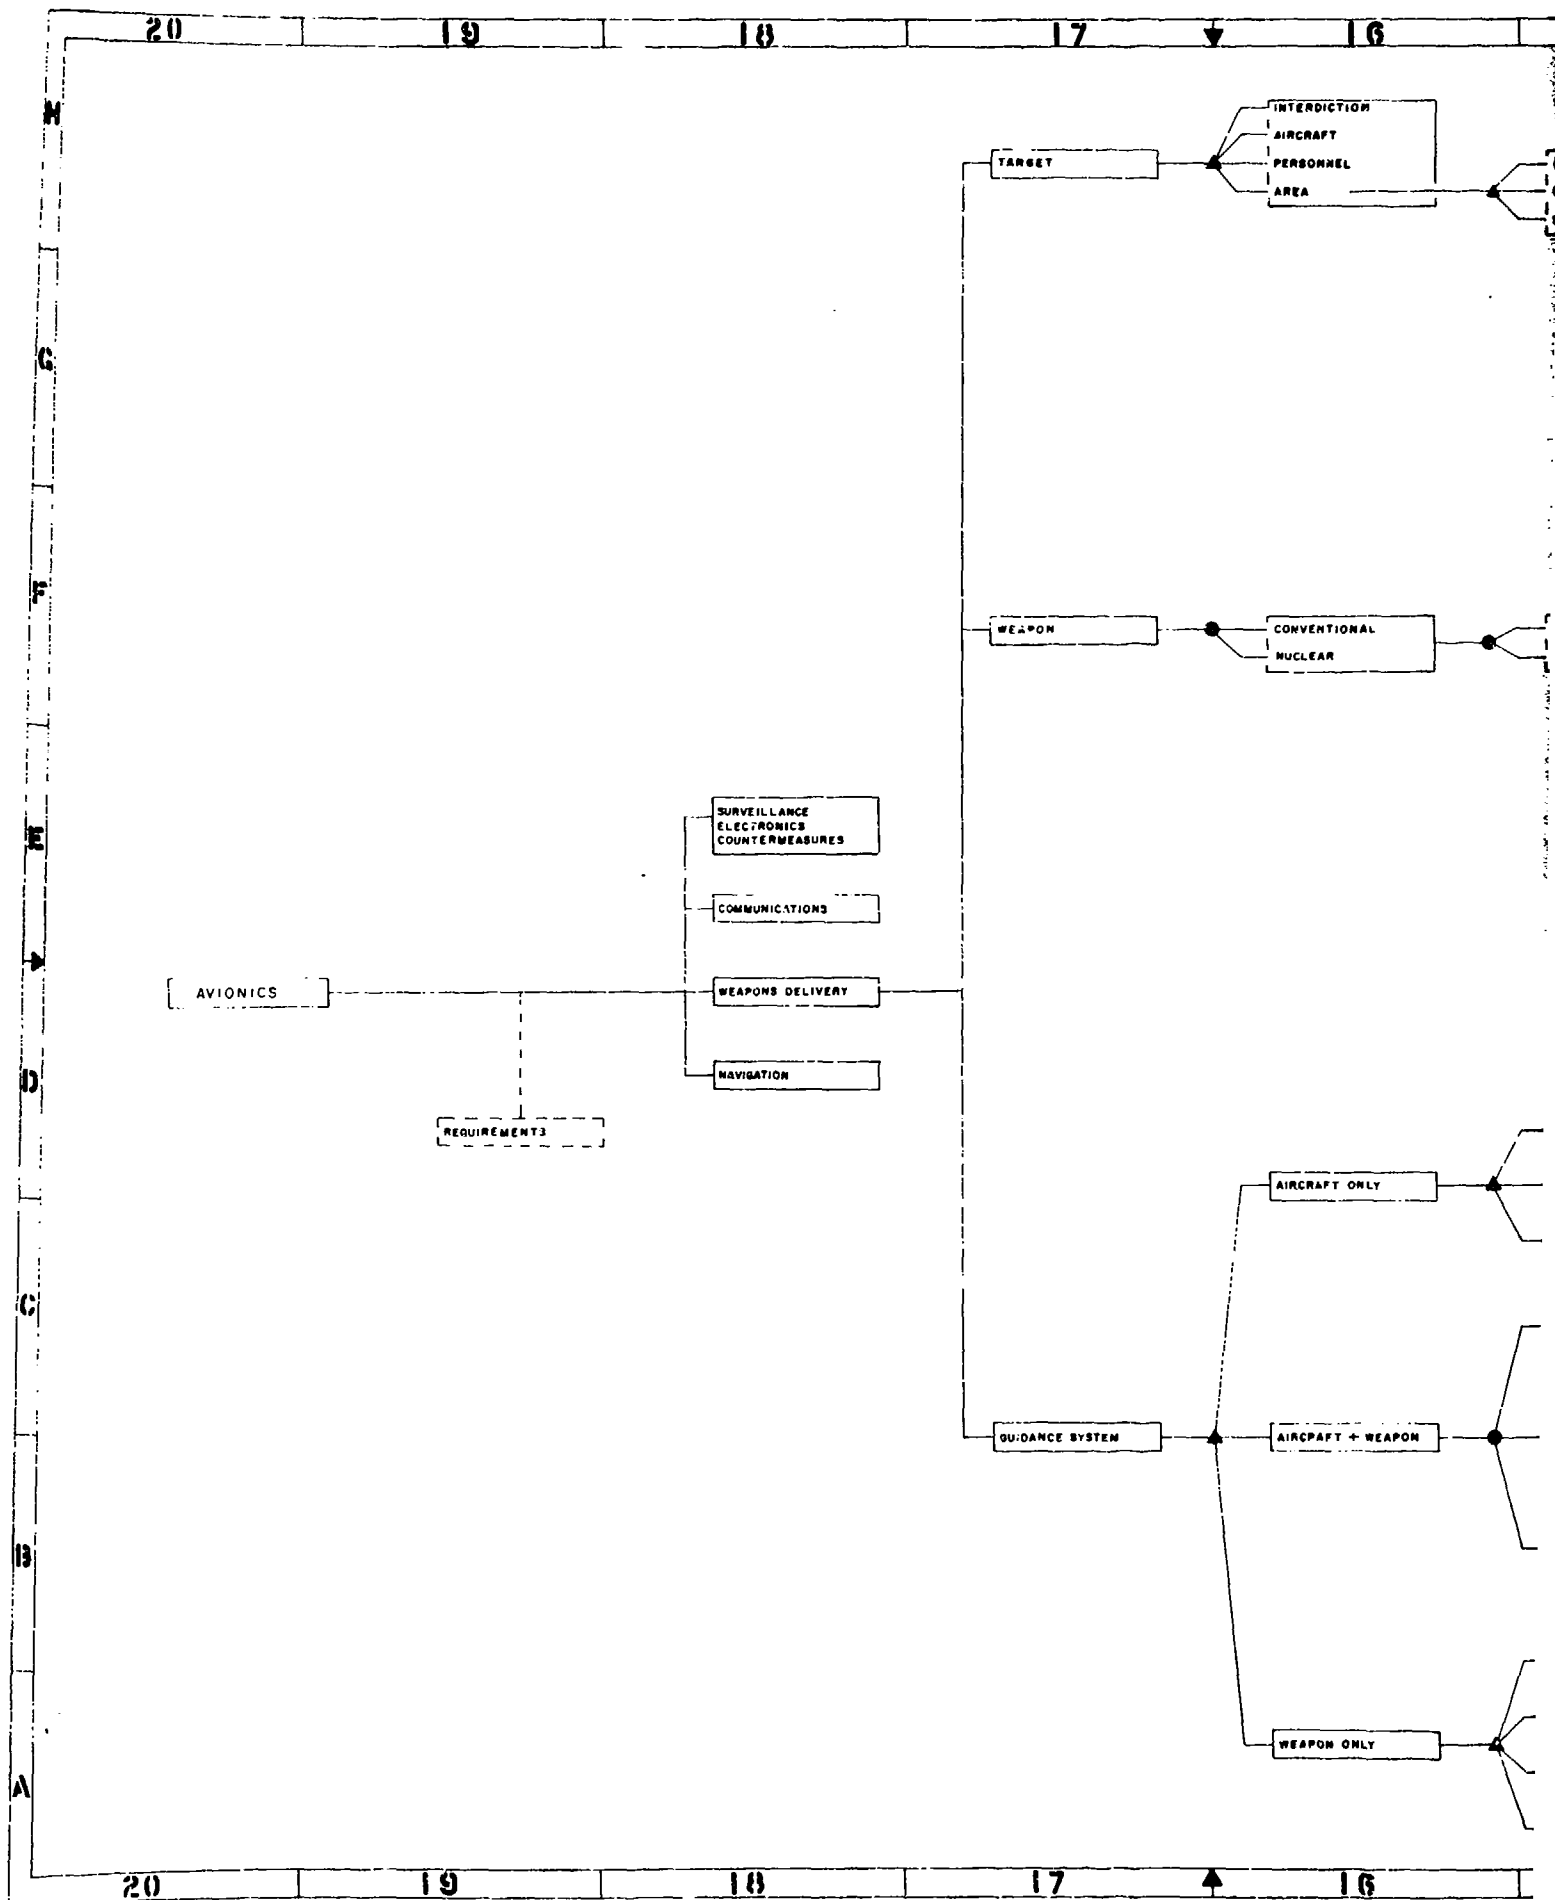 20 19 18 17 16
H
INTERDICTION
AIRCRAFT
TARGET
PERSONNEL
AREA
G
F
WEAPON
CONVENTIONAL
NUCLEAR
SURVEILLANCE
ELECTRONICS
COUNTERMEASURES
E
COMMUNICATIONS
AVIONICS
WEAPONS DELIVERY
NAVIGATION
D
REQUIREMENTS
AIRCRAFT ONLY
C
GUIDANCE SYSTEM
AIRCRAFT + WEAPON
B
WEAPON ONLY
A
20 19 18 17 16